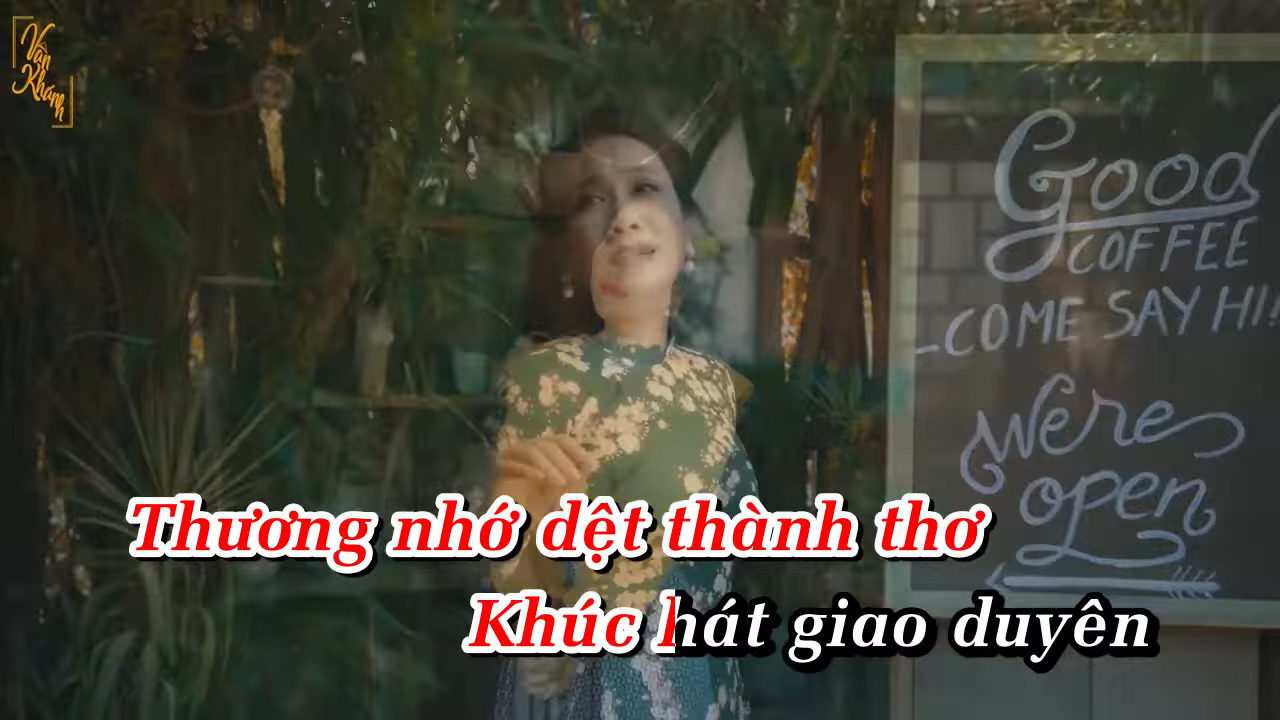 Vân
Khánh
Good
COFFEE
COME SAY HI!
We're
open
Thương nhớ dệt thành thơ
Khúc hát giao duyên